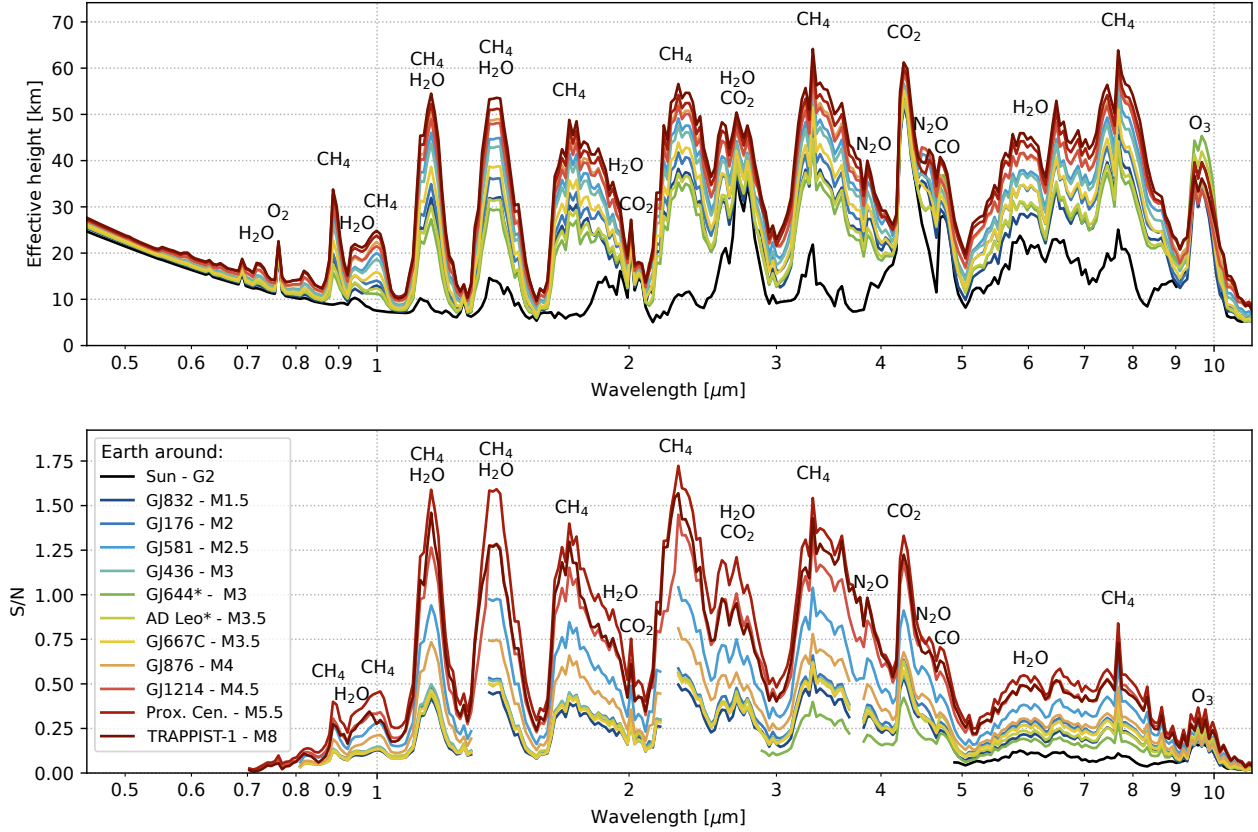 70
60
50
40
30
20
10
0
Effective height [km]
H₂O
O₂
CH₄
H₂O
CH₄
CH₄
H₂O
CH₄
H₂O
CH₄
H₂O
CO₂
CH₄
H₂O
CO₂
CH₄
N₂O
CO₂
N₂O
CO
H₂O
CH₄
O₃
0.5 0.6 0.7 0.8 0.9 1 2 3 4 5 6 7 8 9 10
Wavelength [μm]
1.75
1.50
1.25
1.00
0.75
0.50
0.25
0.00
S/N
Earth around:
Sun - G2
GJ832 - M1.5
GJ176 - M2
GJ581 - M2.5
GJ436 - M3
GJ644* - M3
AD Leo* - M3.5
GJ667C - M3.5
GJ876 - M4
GJ1214 - M4.5
Prox. Cen. - M5.5
TRAPPIST-1 - M8
CH₄
H₂O
CH₄
CH₄
H₂O
CH₄
H₂O
CH₄
H₂O
CO₂
CH₄
H₂O
CO₂
CH₄
N₂O
CO₂
N₂O
CO
H₂O
CH₄
O₃
0.5 0.6 0.7 0.8 0.9 1 2 3 4 5 6 7 8 9 10
Wavelength [μm]